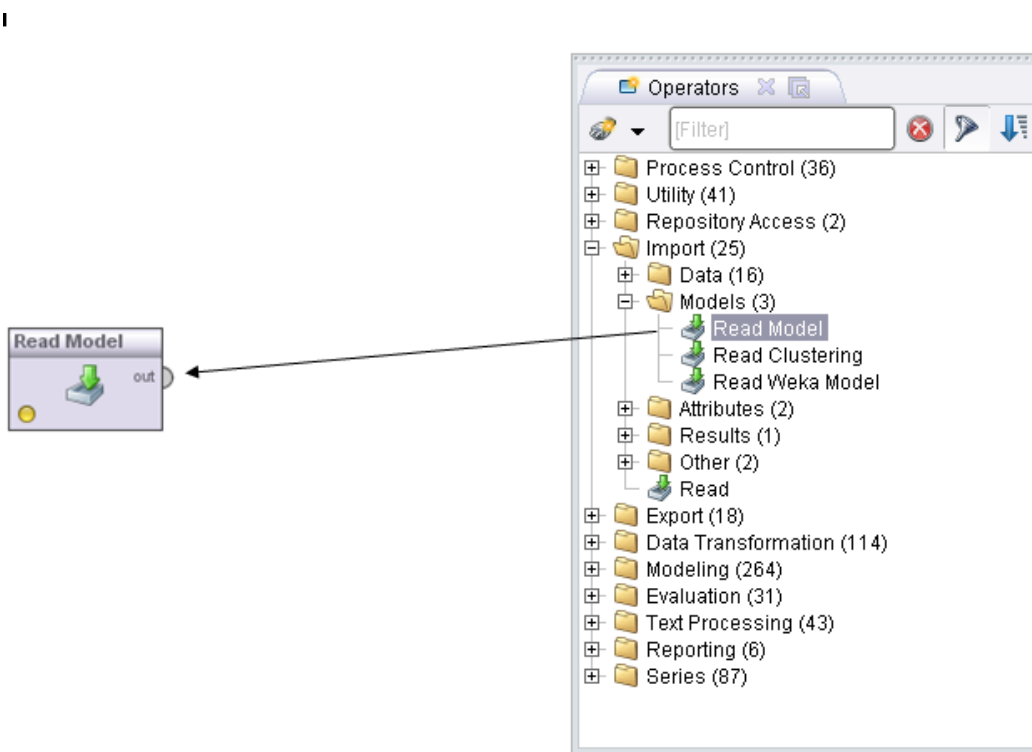 Operators
[Filter]
Process Control (36)
Utility (41)
Repository Access (2)
Import (25)
Data (16)
Models (3)
Read Model
Read Clustering
Read Weka Model
Attributes (2)
Results (1)
Other (2)
Read
Export (18)
Data Transformation (114)
Modeling (264)
Evaluation (31)
Text Processing (43)
Reporting (6)
Series (87)
Read Model
out